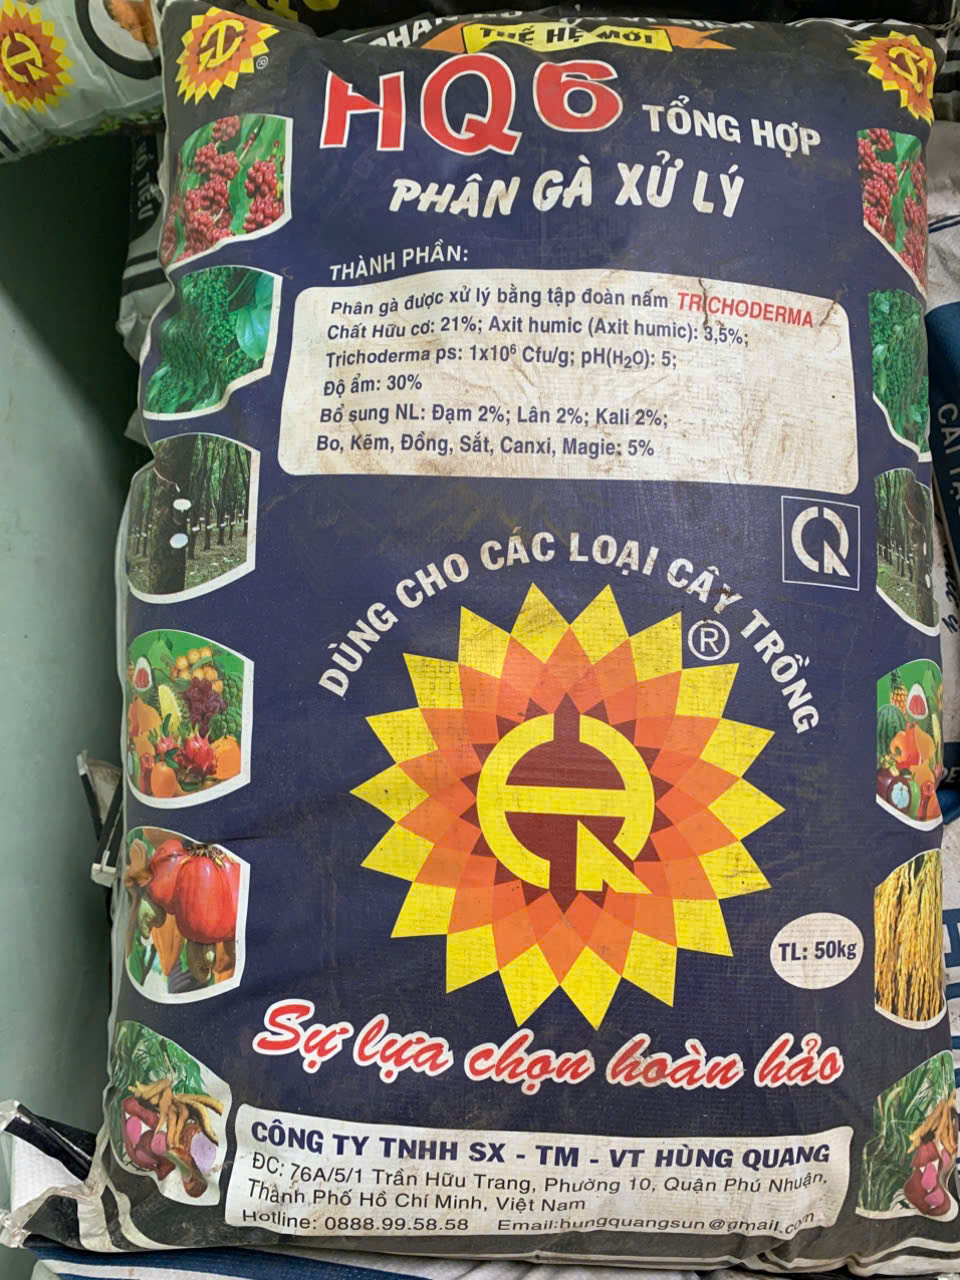 THẾ HỆ MỚI
HQ6 TỔNG HỢP
PHÂN GÀ XỬ LÝ
THÀNH PHẦN:
Phân gà được xử lý bằng tập đoàn nấm TRICHODERMA
Chất Hữu cơ: 21%; Axit humic (Axit humic): 3,5%;
Trichoderma ps: 1x10⁶ Cfu/g; pH(H₂O): 5;
Độ ẩm: 30%
Bổ sung NL: Đạm 2%; Lân 2%; Kali 2%;
Bo, Kẽm, Đồng, Sắt, Canxi, Magie: 5%
DÙNG CHO CÁC LOẠI CÂY TRỒNG
®
TL: 50kg
Sự lựa chọn hoàn hảo
CÔNG TY TNHH SX - TM - VT HÙNG QUANG
ĐC: 76A/5/1 Trần Hữu Trang, Phường 10, Quận Phú Nhuận,
Thành Phố Hồ Chí Minh, Việt Nam
Hotline: 0888.99.58.58 Email:hungquangsun@gmail.com